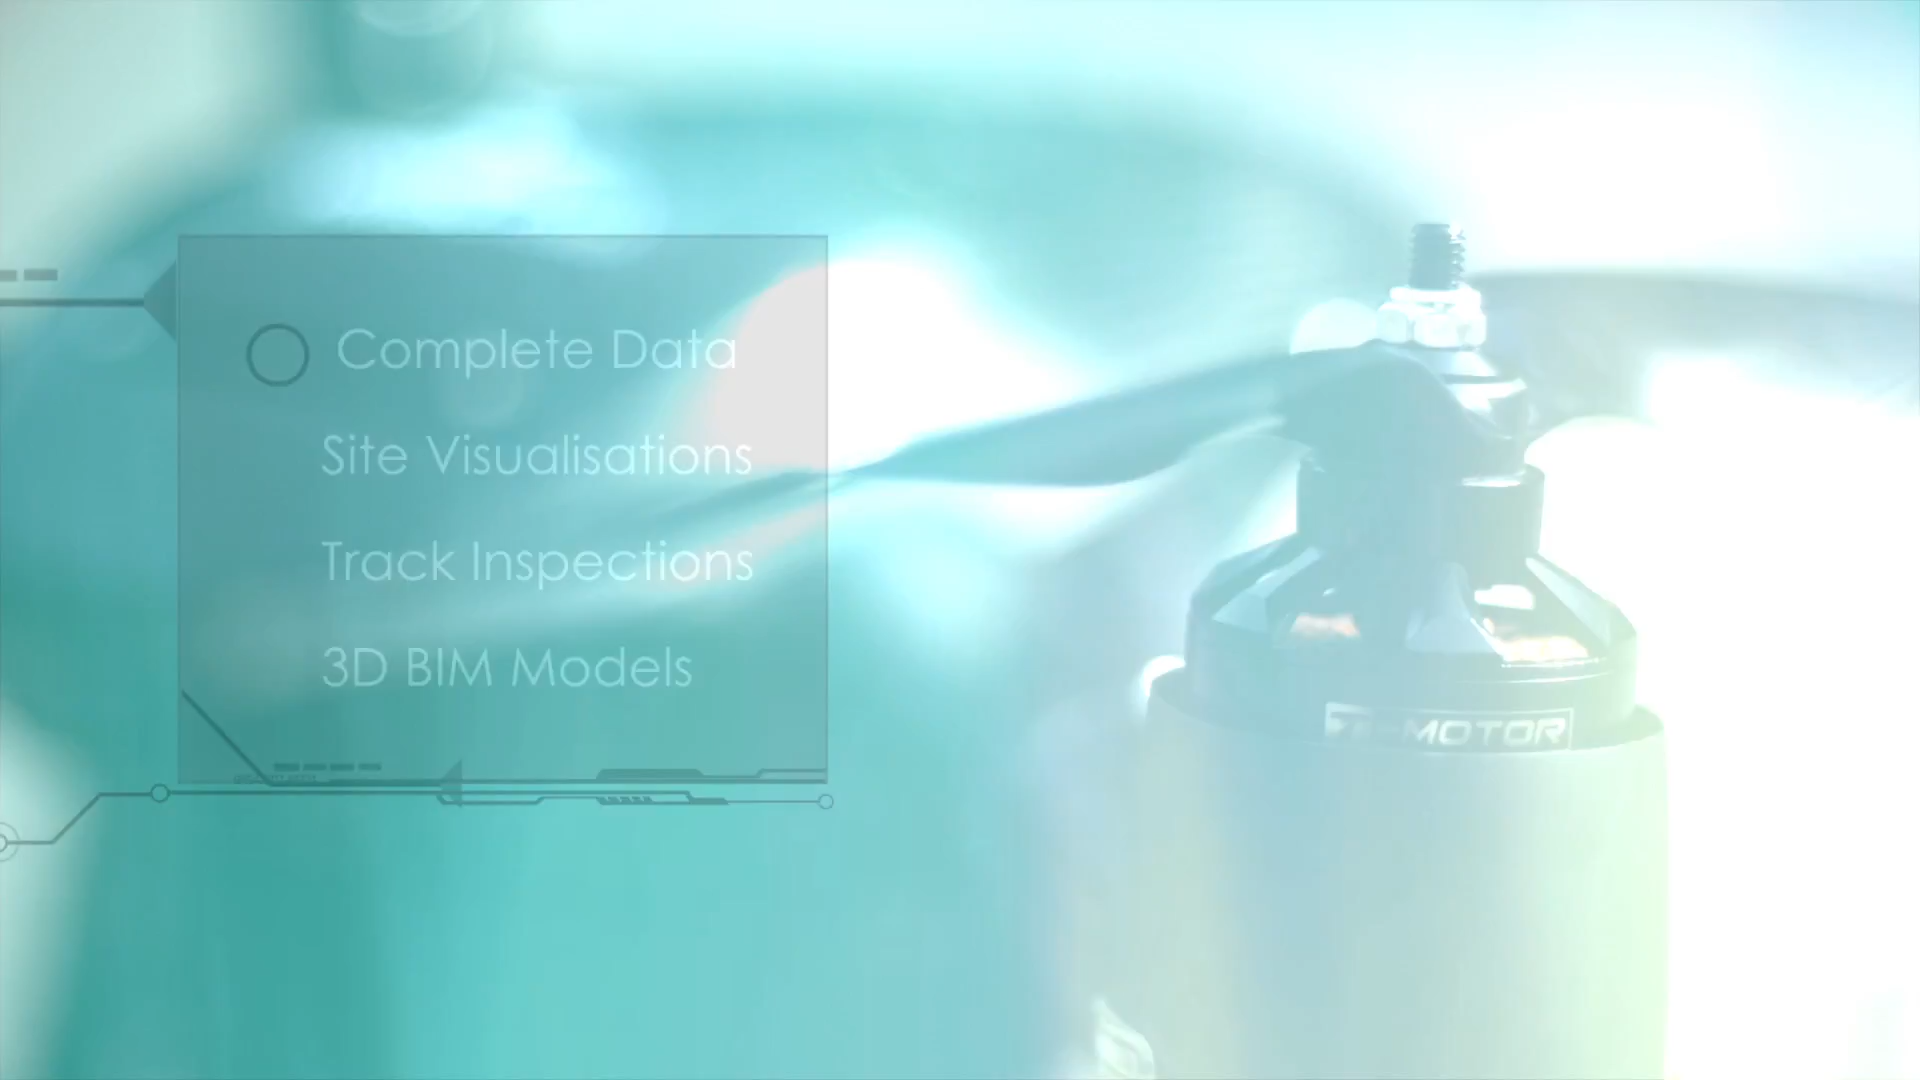 Complete Data
Site Visualisations
Track Inspections
3D BIM Models
T-MOTOR